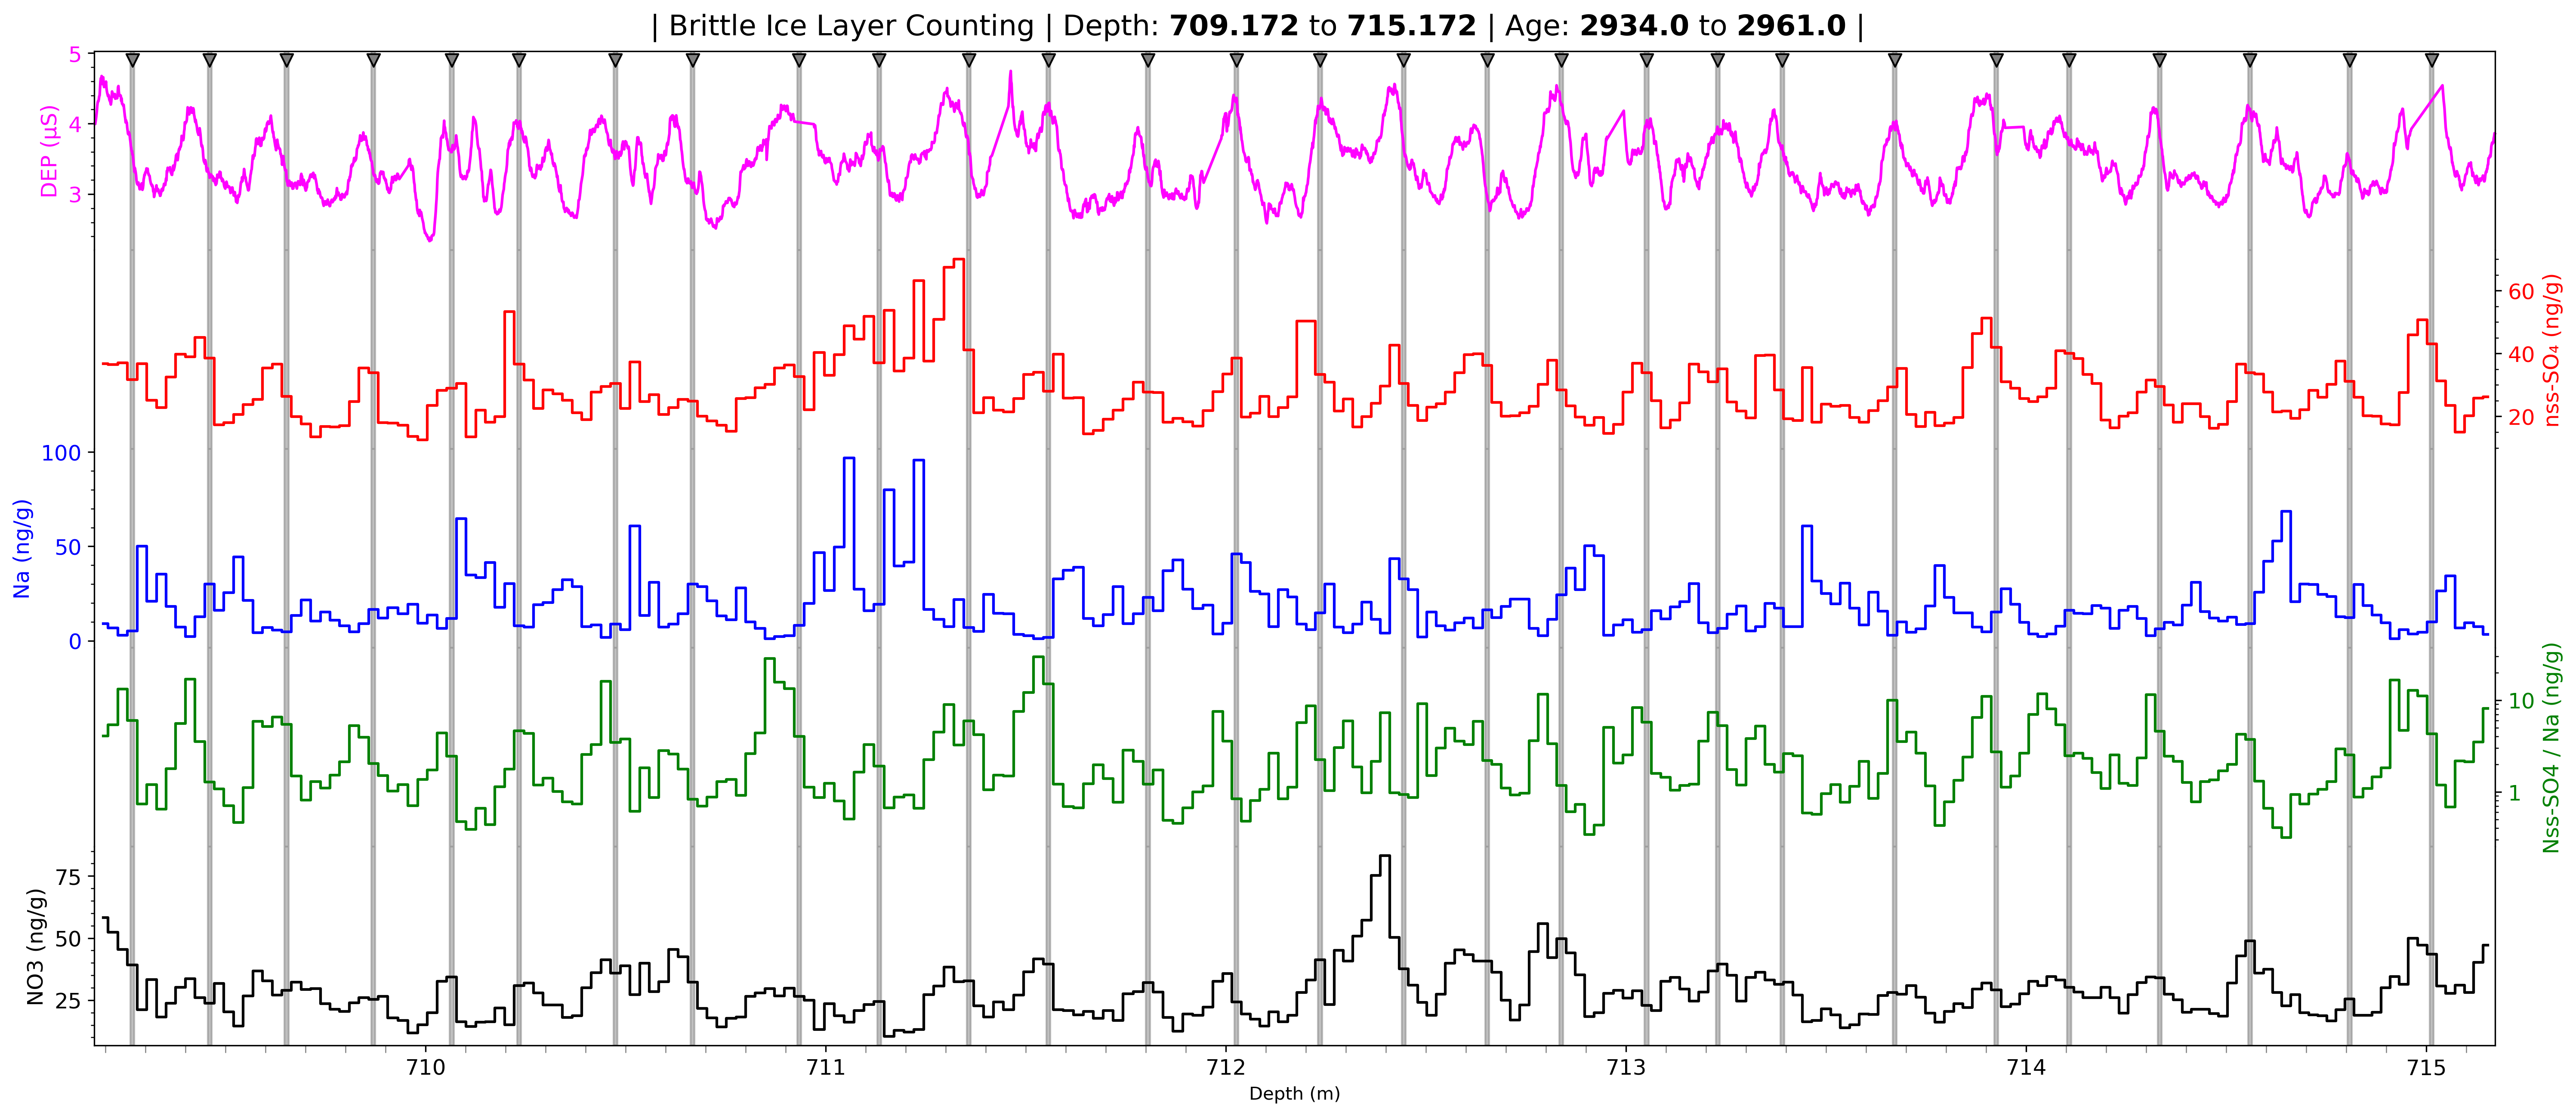 | Brittle Ice Layer Counting | Depth: 709.172 to 715.172 | Age: 2934.0 to 2961.0 |
5
4
3
DEP (µS)
60
40
20
nss-SO₄ (ng/g)
100
50
0
Na (ng/g)
10
1
Nss-SO4 / Na (ng/g)
75
50
25
NO3 (ng/g)
710 711 712 713 714 715
Depth (m)